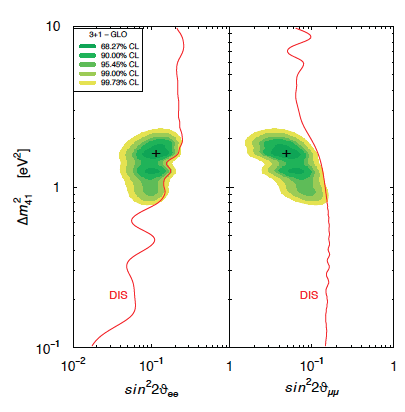 10
1
10⁻¹
Δm²₄₁ [eV²]
3+1 − GLO
68.27% CL
90.00% CL
95.45% CL
99.00% CL
99.73% CL
DIS
DIS
10⁻² 10⁻¹ 1 10⁻¹ 1
sin²2ϑₑₑ sin²2ϑ_μμ